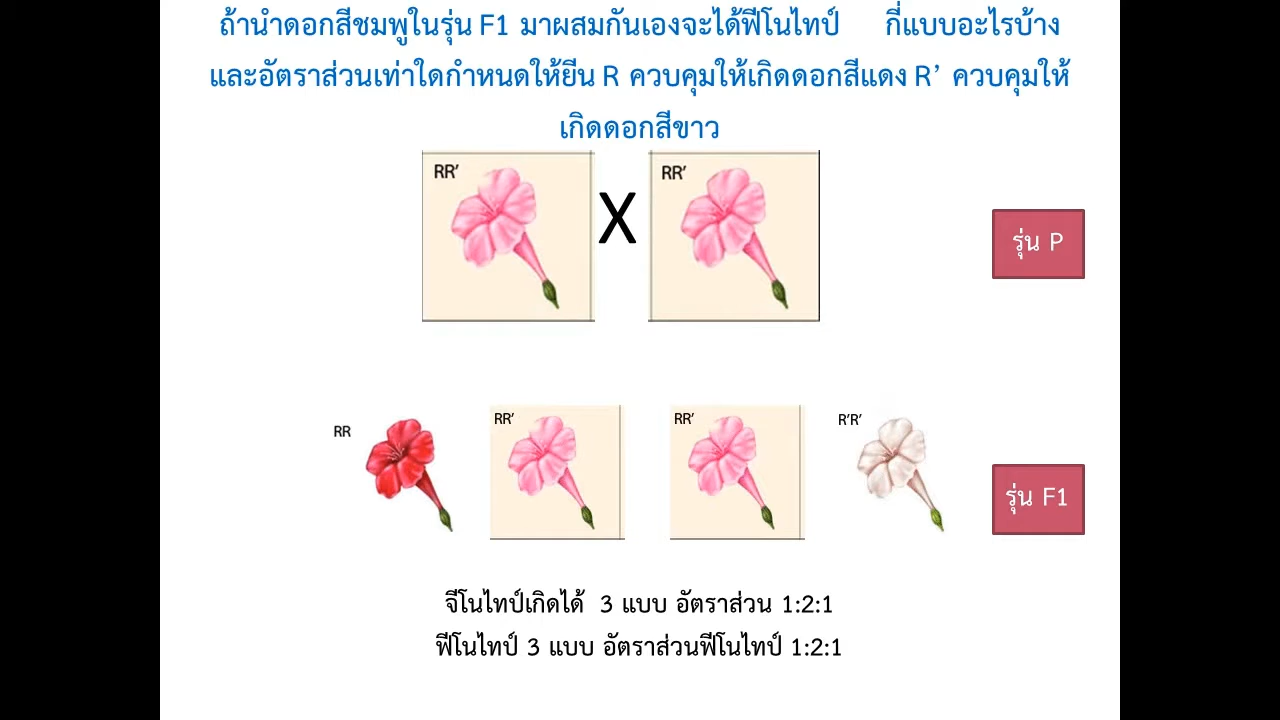 ถ้านำดอกสีชมพูในรุ่น F1 มาผสมกันเองจะได้ฟีโนไทป์ กี่แบบอะไรบ้าง
และอัตราส่วนเท่าใดกำหนดให้ยีน R ควบคุมให้เกิดดอกสีแดง R’ ควบคุมให้
เกิดดอกสีขาว
RR’ X RR’
รุ่น P
RR RR’ RR’ R’R’
รุ่น F1
จีโนไทป์เกิดได้ 3 แบบ อัตราส่วน 1:2:1
ฟีโนไทป์ 3 แบบ อัตราส่วนฟีโนไทป์ 1:2:1